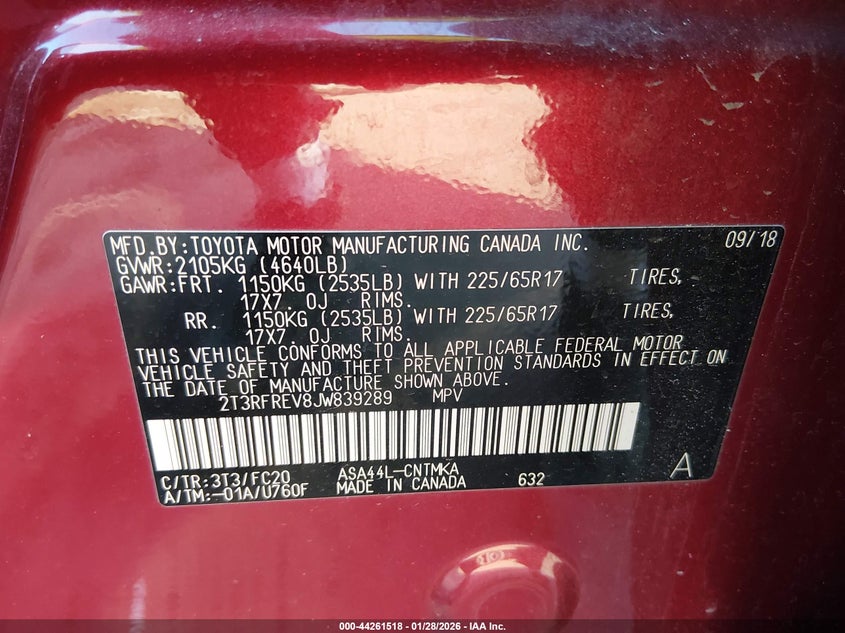 MFD.BY:TOYOTA MOTOR MANUFACTURING CANADA INC. 09/18
GVWR:2105KG (4640LB)
GAWR:FRT. 1150KG (2535LB) WITH 225/65R17 TIRES,
17X7.0J RIMS.
RR. 1150KG (2535LB) WITH 225/65R17 TIRES,
17X7.0J RIMS.
THIS VEHICLE CONFORMS TO ALL APPLICABLE FEDERAL MOTOR
VEHICLE SAFETY AND THEFT PREVENTION STANDARDS IN EFFECT ON
THE DATE OF MANUFACTURE SHOWN ABOVE.
2T3RFREV8JW839289 MPV
C/TR:3T3/FC20 ASA44L-CNTMKA A
A/TM:-01A/U760F MADE IN CANADA 632
000-44261518 | 01/28/2026 - IAA Inc.